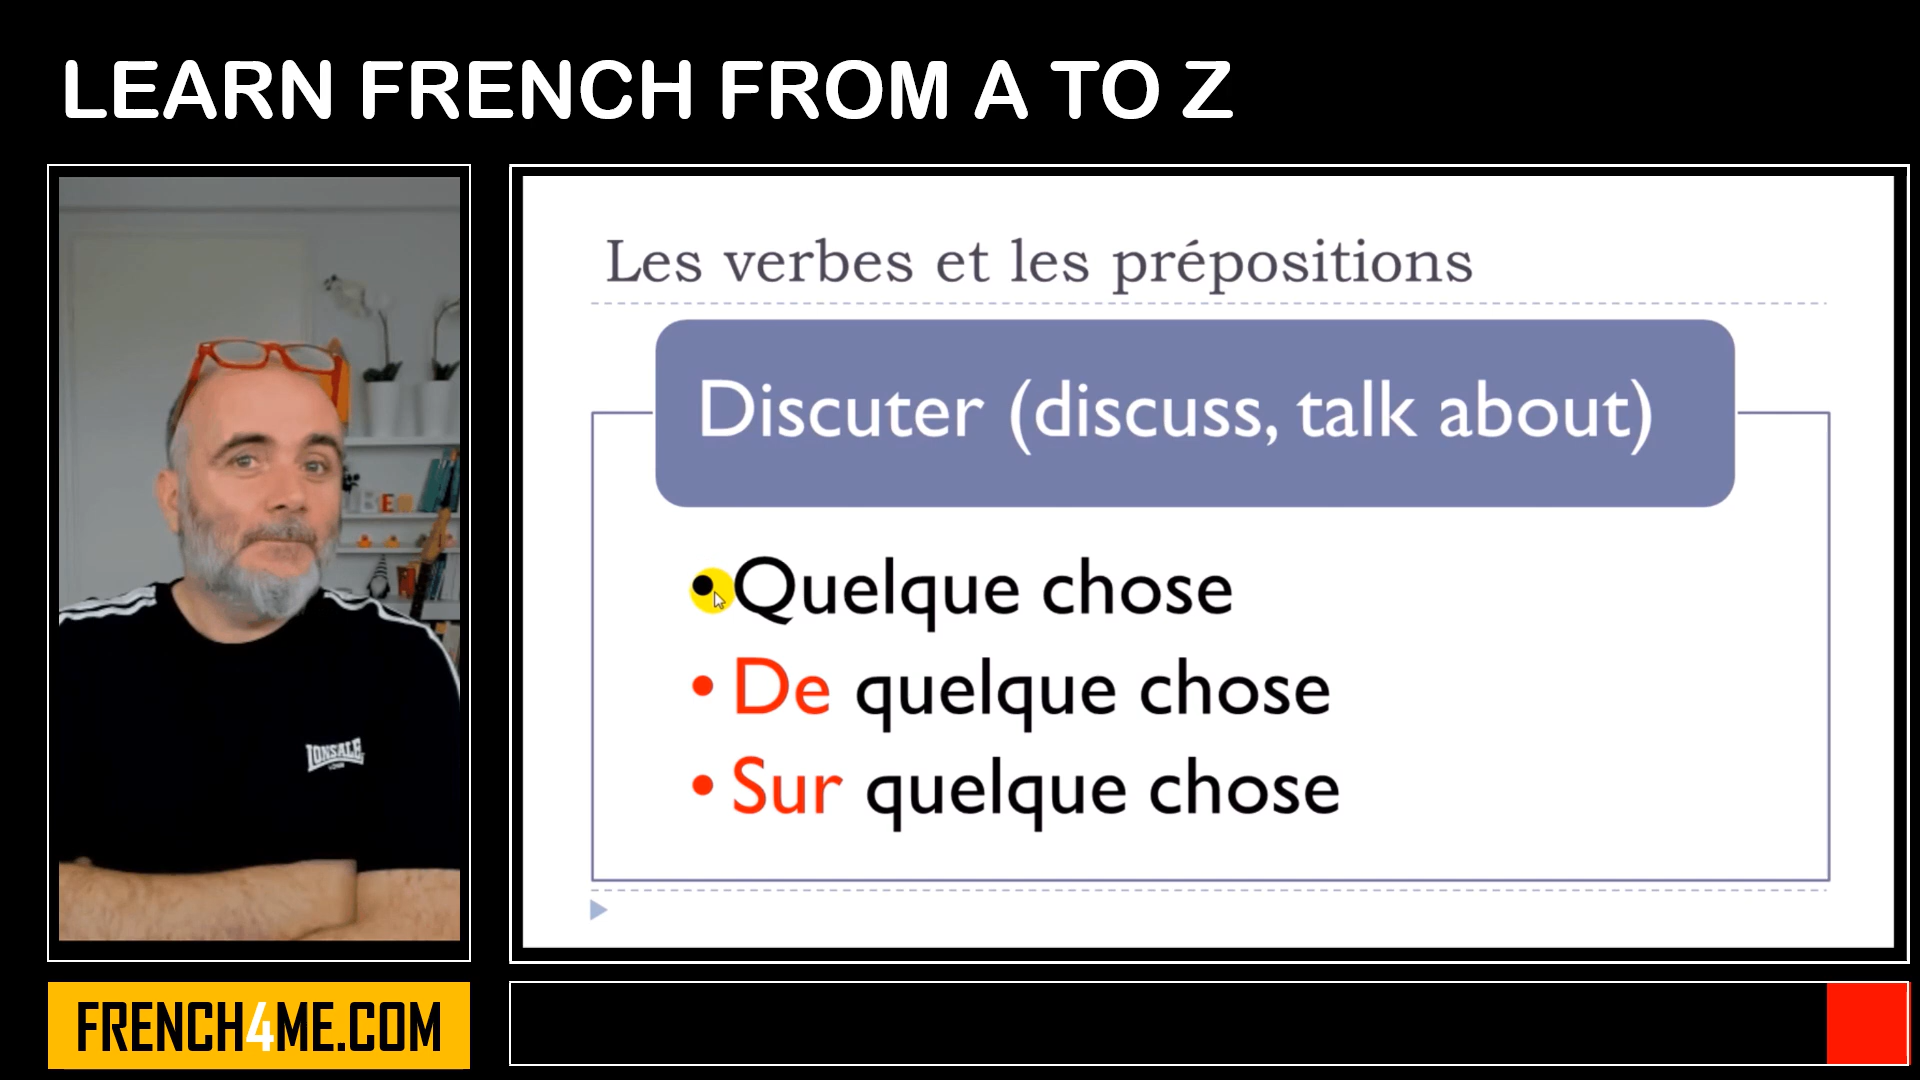 LEARN FRENCH FROM A TO Z
Les verbes et les prépositions
Discuter (discuss, talk about)
•Quelque chose
• De quelque chose
• Sur quelque chose
LONSDALE
FRENCH4ME.COM